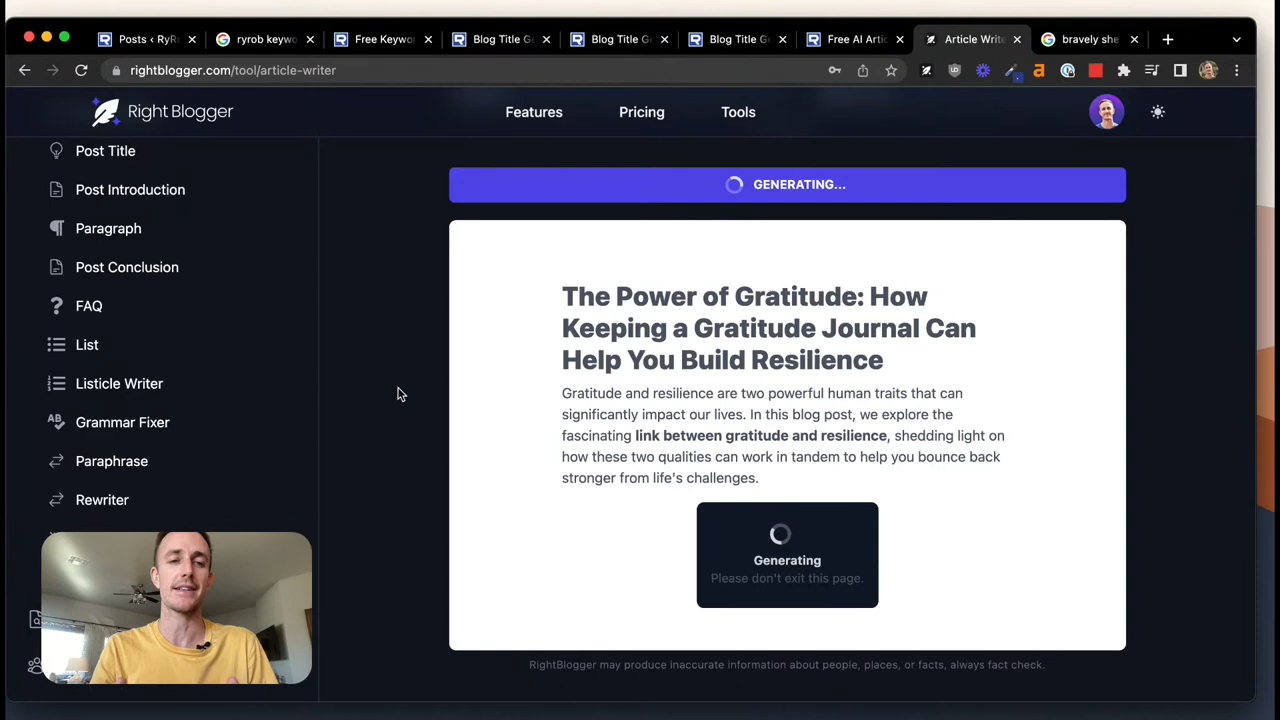 Posts ‹ RyR
ryrob keywo
Free Keywor
Blog Title G
Blog Title G
Blog Title G
Free AI Artic
Article Write
bravely she
rightblogger.com/tool/article-writer
Right Blogger
Features
Pricing
Tools
Post Title
Post Introduction
Paragraph
Post Conclusion
FAQ
List
Listicle Writer
Grammar Fixer
Paraphrase
Rewriter
GENERATING...
The Power of Gratitude: How
Keeping a Gratitude Journal Can
Help You Build Resilience
Gratitude and resilience are two powerful human traits that can
significantly impact our lives. In this blog post, we explore the
fascinating link between gratitude and resilience, shedding light on
how these two qualities can work in tandem to help you bounce back
stronger from life's challenges.
Generating
Please don't exit this page.
RightBlogger may produce inaccurate information about people, places, or facts, always fact check.